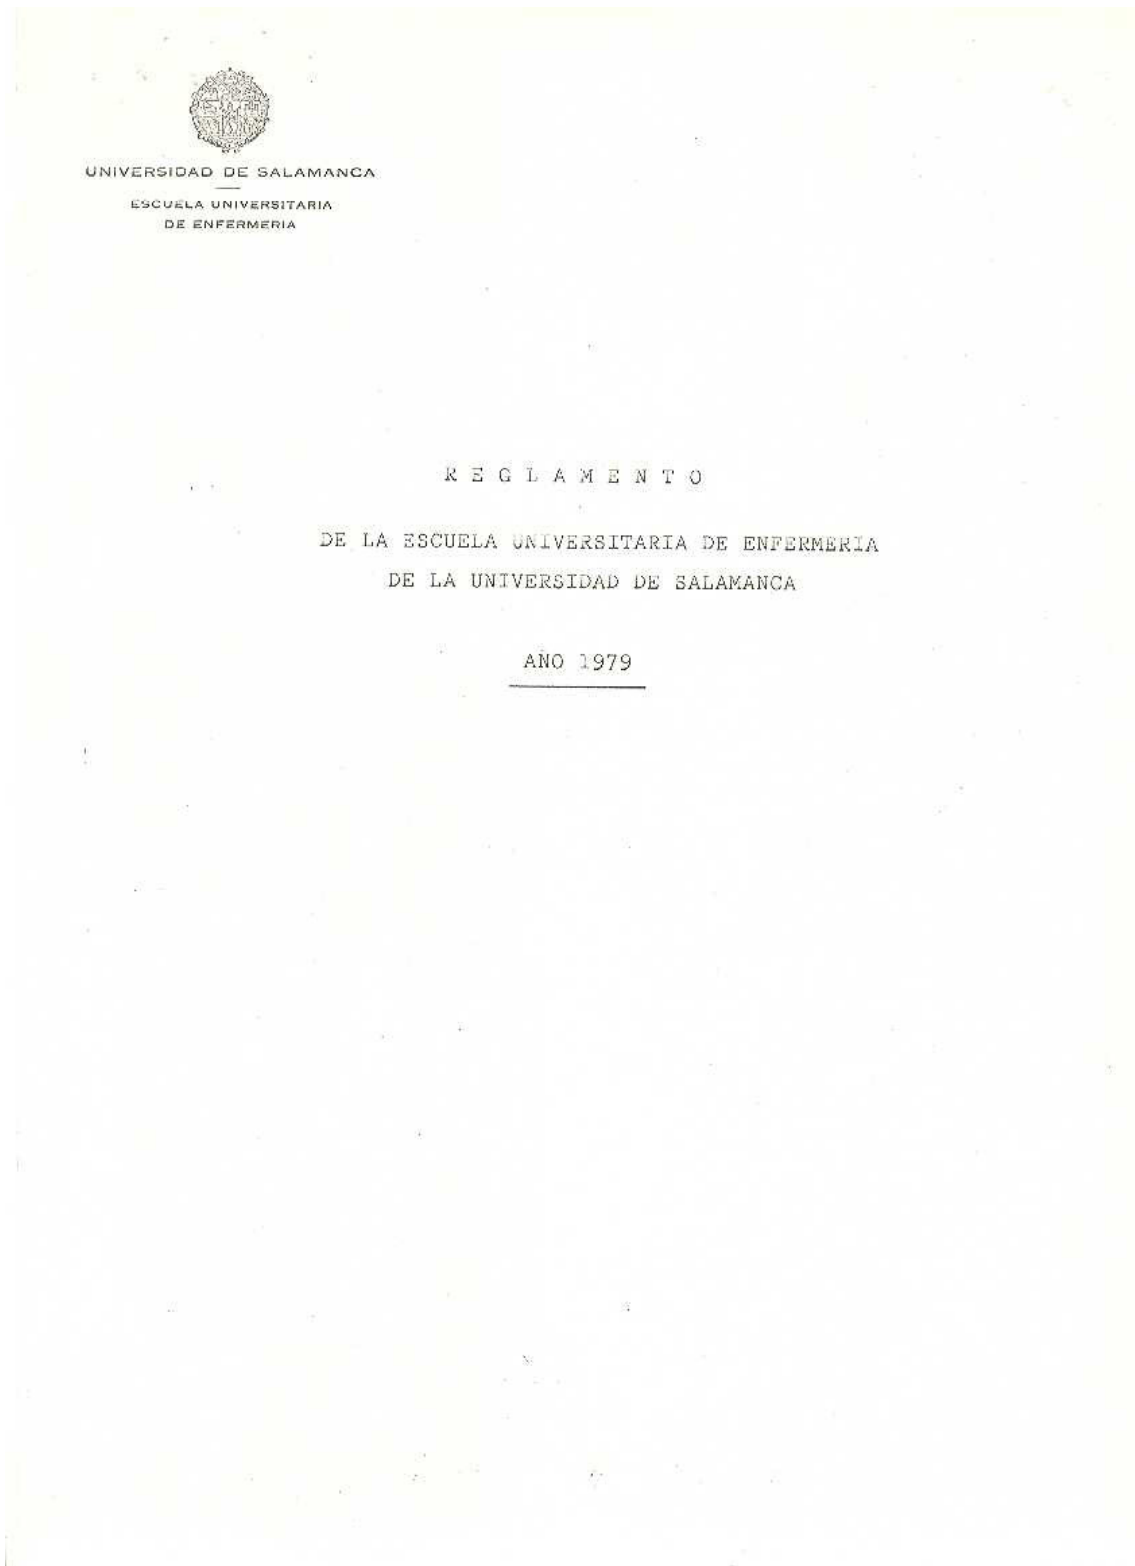 UNIVERSIDAD DE SALAMANCA
ESCUELA UNIVERSITARIA
DE ENFERMERIA
R E G L A M E N T O
DE LA ESCUELA UNIVERSITARIA DE ENFERMERIA
DE LA UNIVERSIDAD DE SALAMANCA
AÑO 1979